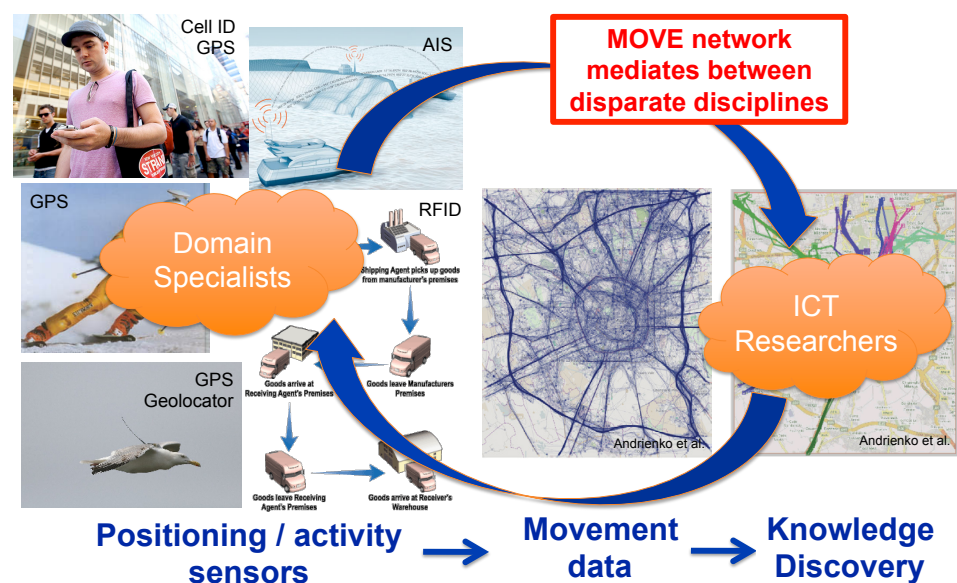 Cell ID
GPS
AIS
MOVE network
mediates between
disparate disciplines
STRAND
GPS
RFID
Domain
Specialists
Shipping Agent picks up goods
from manufacturer's premises
Goods arrive at
Receiving Agent's Premises
Goods leave Manufacturers
Premises
GPS
Geolocator
Goods leave Receiving
Agent's Premises
Goods arrive at Receiver's
Warehouse
Andrienko et al.
ICT
Researchers
Andrienko et al.
Positioning / activity
sensors
Movement
data
Knowledge
Discovery